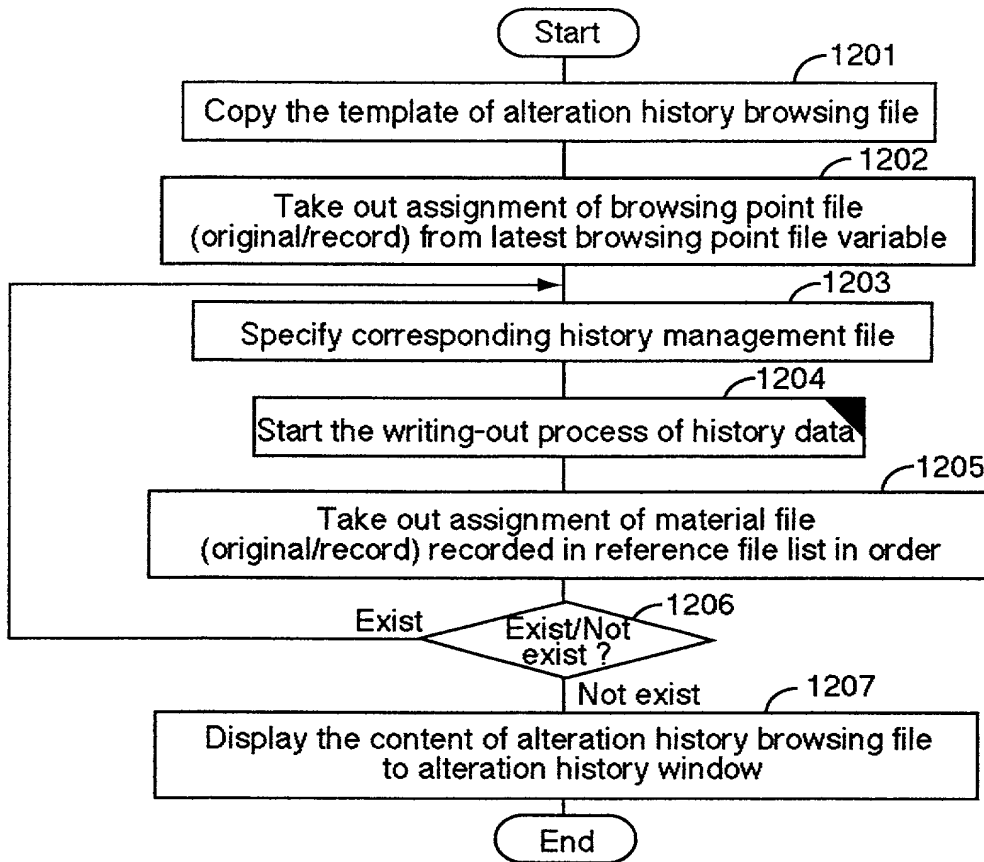 Start
1201
Copy the template of alteration history browsing file
1202
Take out assignment of browsing point file
(original/record) from latest browsing point file variable
1203
Specify corresponding history management file
1204
Start the writing-out process of history data
1205
Take out assignment of material file
(original/record) recorded in reference file list in order
1206
Exist
Exist/Not
exist ?
Not exist
1207
Display the content of alteration history browsing file
to alteration history window
End